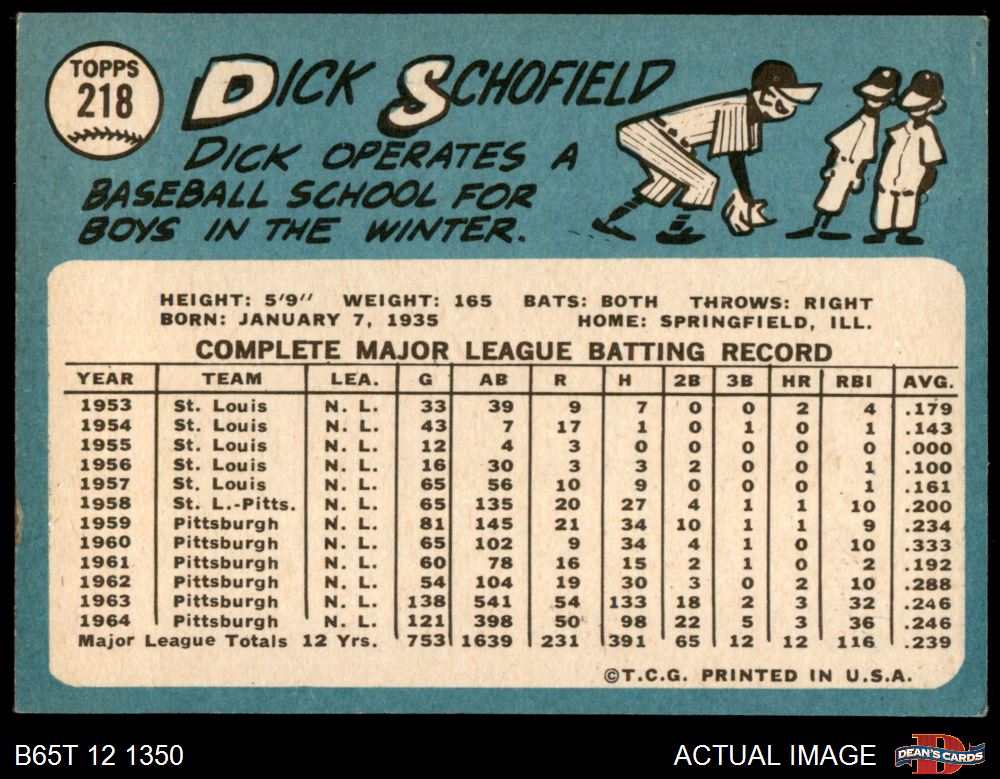 TOPPS
218
DICK SCHOFIELD
DICK OPERATES A
BASEBALL SCHOOL FOR
BOYS IN THE WINTER.
HEIGHT: 5'9" WEIGHT: 165 BATS: BOTH THROWS: RIGHT
BORN: JANUARY 7, 1935 HOME: SPRINGFIELD, ILL.
COMPLETE MAJOR LEAGUE BATTING RECORD
YEAR TEAM LEA. G AB R H 2B 3B HR RBI AVG.
1953 St. Louis N. L. 33 39 9 7 0 0 2 4 .179
1954 St. Louis N. L. 43 7 17 1 0 1 0 1 .143
1955 St. Louis N. L. 12 4 3 0 0 0 0 0 .000
1956 St. Louis N. L. 16 30 3 3 2 0 0 1 .100
1957 St. Louis N. L. 65 56 10 9 0 0 0 1 .161
1958 St. L.-Pitts. N. L. 65 135 20 27 4 1 1 10 .200
1959 Pittsburgh N. L. 81 145 21 34 10 1 1 9 .234
1960 Pittsburgh N. L. 65 102 9 34 4 1 0 10 .333
1961 Pittsburgh N. L. 60 78 16 15 2 1 0 2 .192
1962 Pittsburgh N. L. 54 104 19 30 3 0 2 10 .288
1963 Pittsburgh N. L. 138 541 54 133 18 2 3 32 .246
1964 Pittsburgh N. L. 121 398 50 98 22 5 3 36 .246
Major League Totals 12 Yrs. 753 1639 231 391 65 12 12 116 .239
©T.C.G. PRINTED IN U.S.A.
B65T 12 1350 ACTUAL IMAGE DEAN'S CARDS